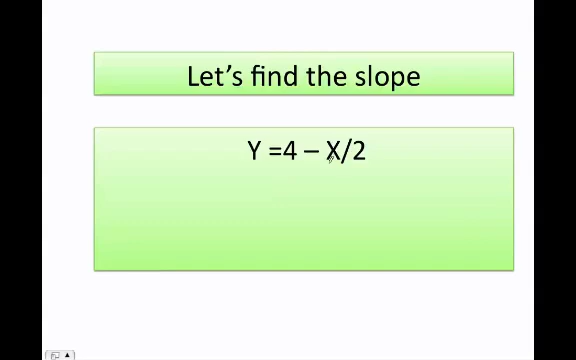 Let's find the slope
Y =4 – X/2